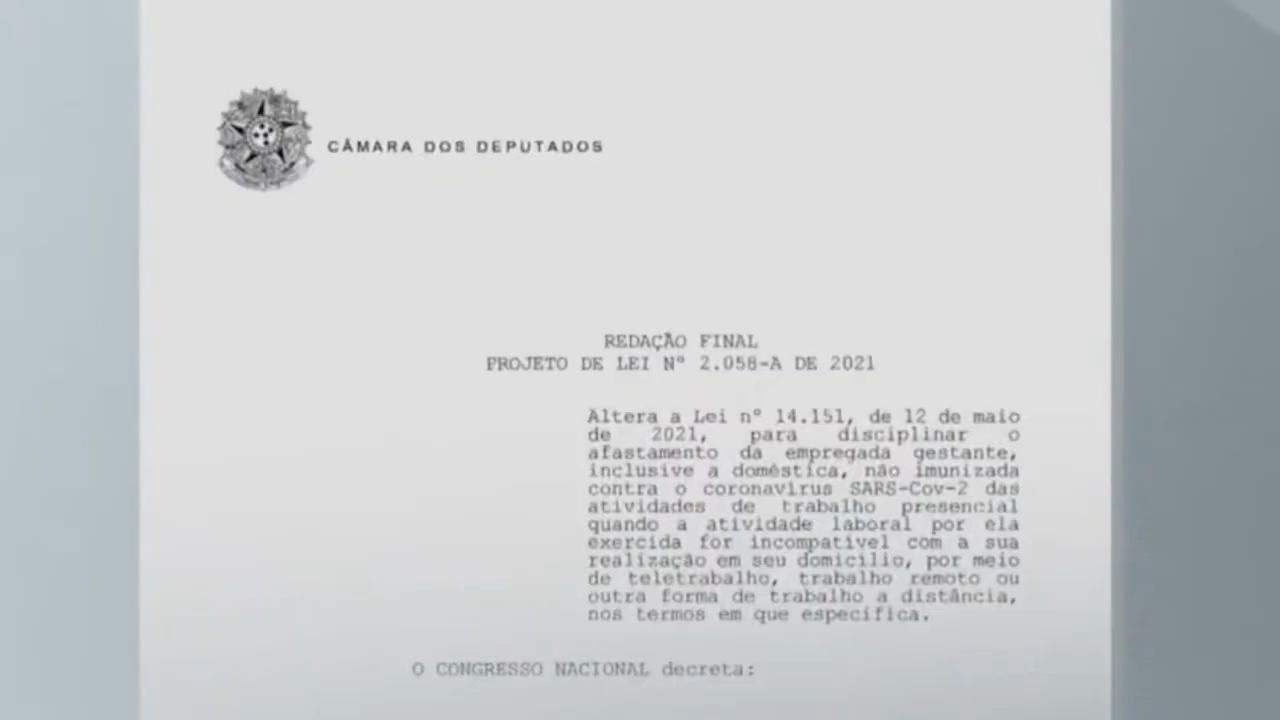 CÂMARA DOS DEPUTADOS
REDAÇÃO FINAL
PROJETO DE LEI Nº 2.058-A DE 2021
Altera a Lei nº 14.151, de 12 de maio
de 2021, para disciplinar o
afastamento da empregada gestante,
inclusive a doméstica, não imunizada
contra o coronavírus SARS-Cov-2 das
atividades de trabalho presencial
quando a atividade laboral por ela
exercida for incompatível com a sua
realização em seu domicílio, por meio
de teletrabalho, trabalho remoto ou
outra forma de trabalho a distância,
nos termos em que especifica.
O CONGRESSO NACIONAL decreta: